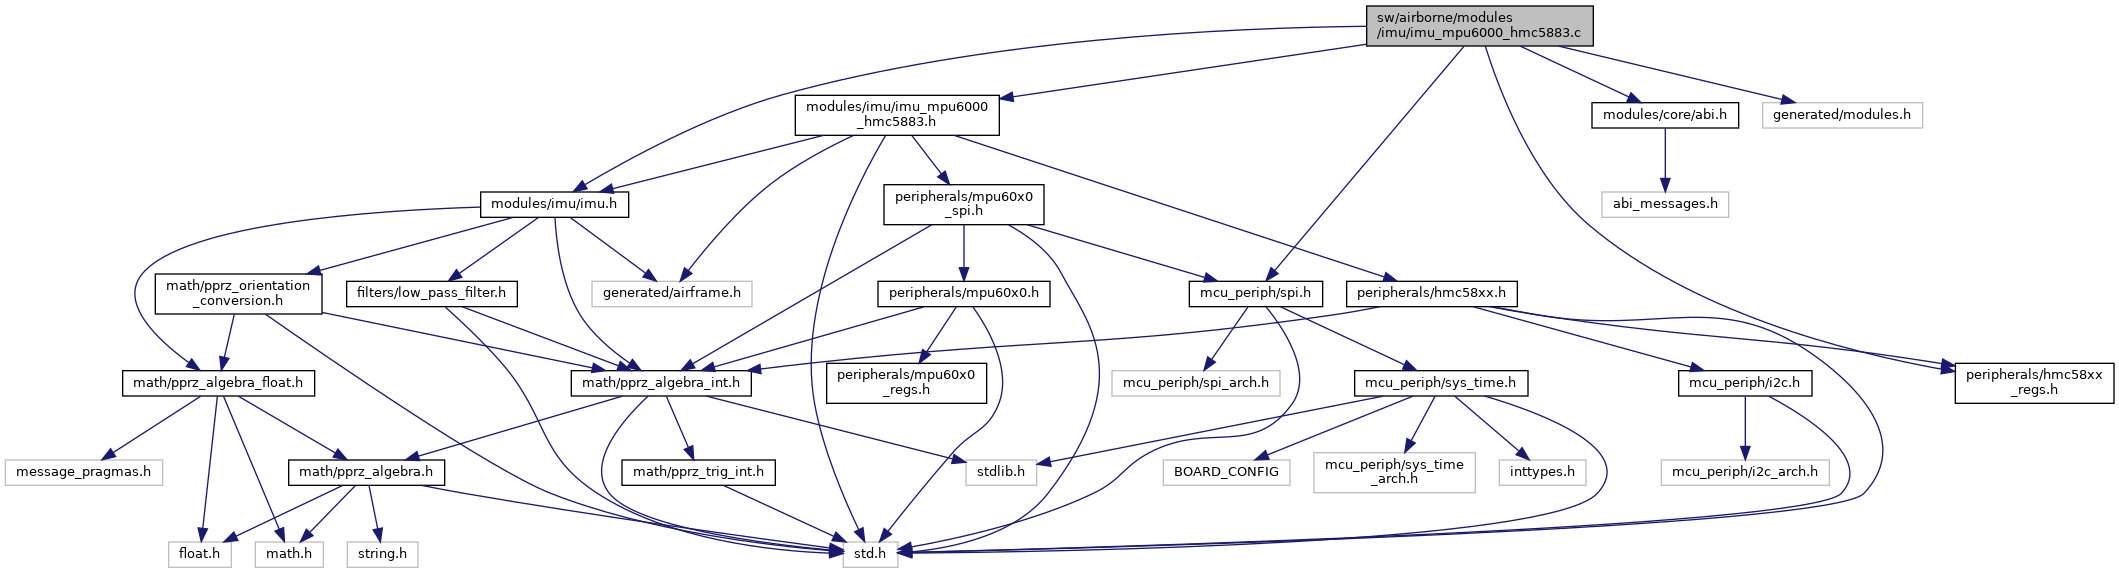 sw/airborne/modules
/imu/imu_mpu6000_hmc5883.c
modules/imu/imu_mpu6000
_hmc5883.h
modules/core/abi.h
generated/modules.h
modules/imu/imu.h
peripherals/mpu60x0
_spi.h
abi_messages.h
math/pprz_orientation
_conversion.h
filters/low_pass_filter.h
generated/airframe.h
peripherals/mpu60x0.h
mcu_periph/spi.h
peripherals/hmc58xx.h
math/pprz_algebra_float.h
math/pprz_algebra_int.h
peripherals/mpu60x0
_regs.h
mcu_periph/spi_arch.h
mcu_periph/sys_time.h
mcu_periph/i2c.h
peripherals/hmc58xx
_regs.h
message_pragmas.h
math/pprz_algebra.h
math/pprz_trig_int.h
stdlib.h
BOARD_CONFIG
mcu_periph/sys_time
_arch.h
inttypes.h
mcu_periph/i2c_arch.h
float.h
math.h
string.h
std.h